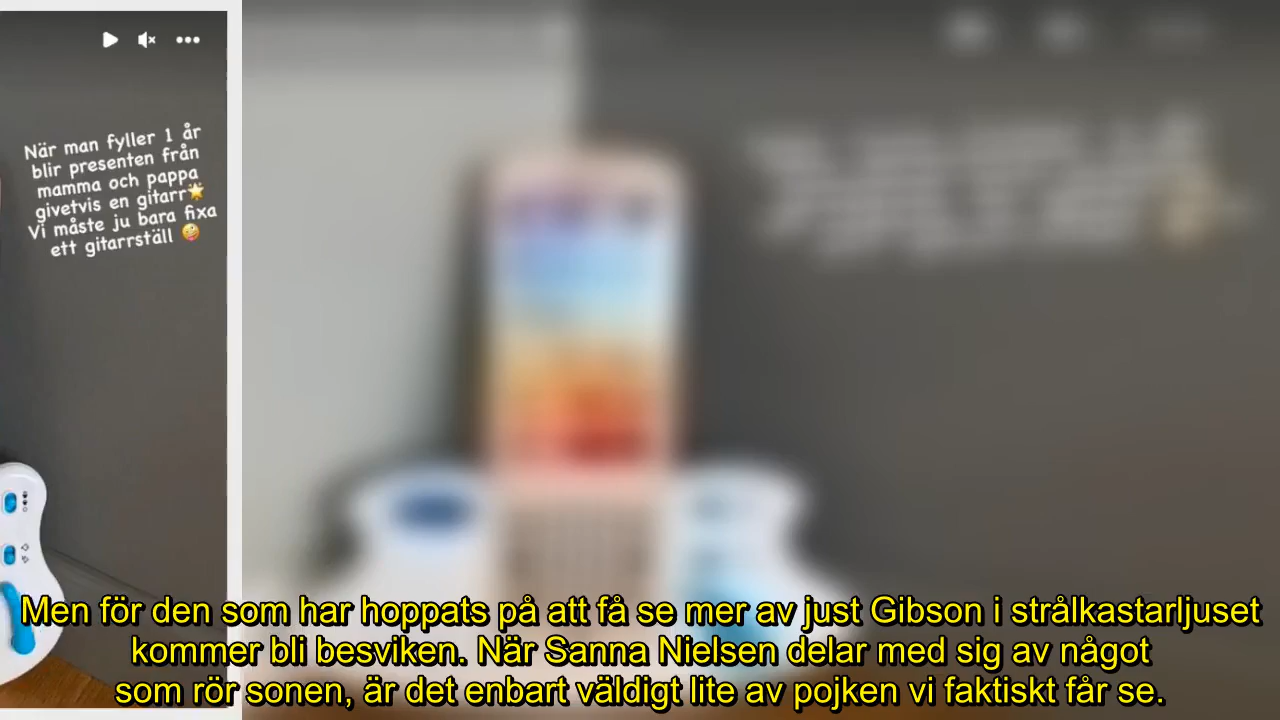 När man fyller 1 år
blir presenten från
mamma och pappa
givetvis en gitarr🌟
Vi måste ju bara fixa
ett gitarrställ 🤪
Men för den som har hoppats på att få se mer av just Gibson i strålkastarljuset
kommer bli besviken. När Sanna Nielsen delar med sig av något
som rör sonen, är det enbart väldigt lite av pojken vi faktiskt får se.